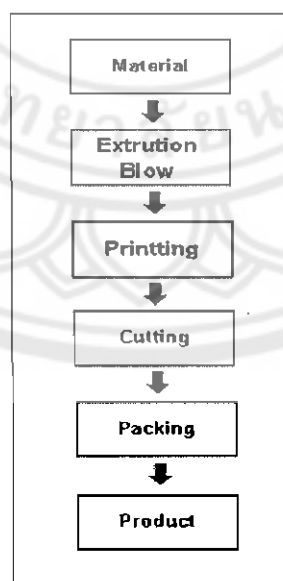 Material
Extrution
Blow
Printting
Cutting
Packing
Product